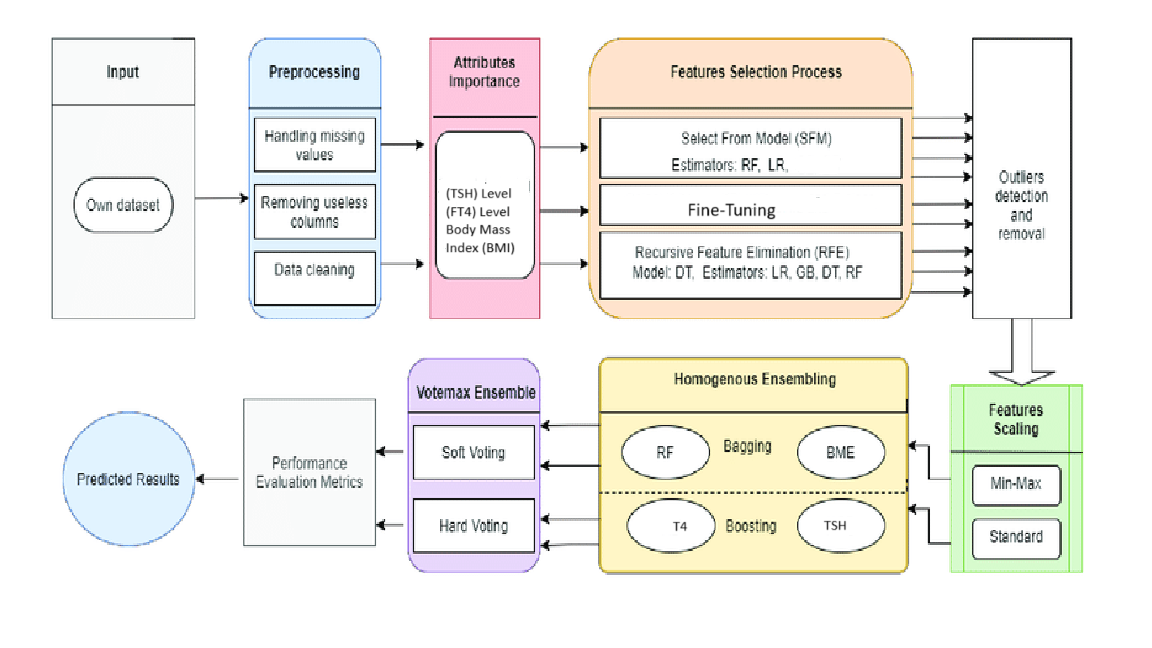 Input
Own dataset
Preprocessing
Handling missing
values
Removing useless
columns
Data cleaning
Attributes
Importance
(TSH) Level
(FT4) Level
Body Mass
Index (BMI)
Features Selection Process
Select From Model (SFM)
Estimators: RF, LR,
Fine-Tuning
Recursive Feature Elimination (RFE)
Model: DT, Estimators: LR, GB, DT, RF
Outliers
detection
and
removal
Features
Scaling
Min-Max
Standard
Homogenous Ensembling
RF
Bagging
BME
T4
Boosting
TSH
Votemax Ensemble
Soft Voting
Hard Voting
Performance
Evaluation Metrics
Predicted Results